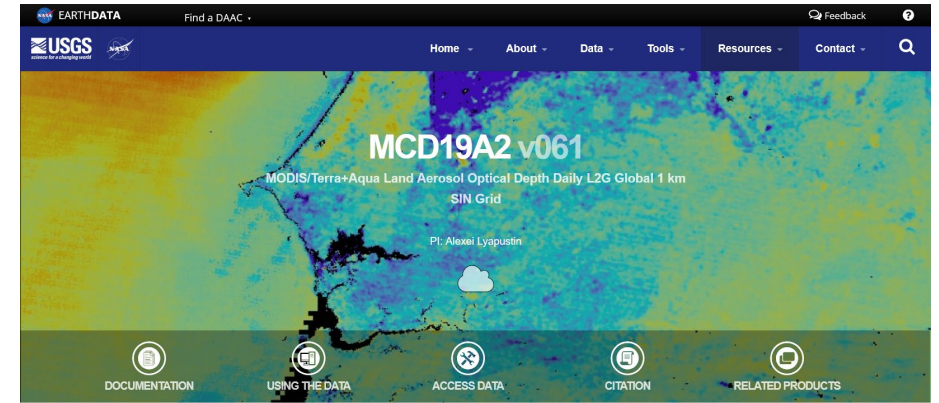 NASA EARTHDATA
Find a DAAC
Feedback ?
USGS
science for a changing world
NASA
Home About Data Tools Resources Contact
MCD19A2 v061
MODIS/Terra+Aqua Land Aerosol Optical Depth Daily L2G Global 1 km
SIN Grid
PI: Alexei Lyapustin
DOCUMENTATION USING THE DATA ACCESS DATA CITATION RELATED PRODUCTS